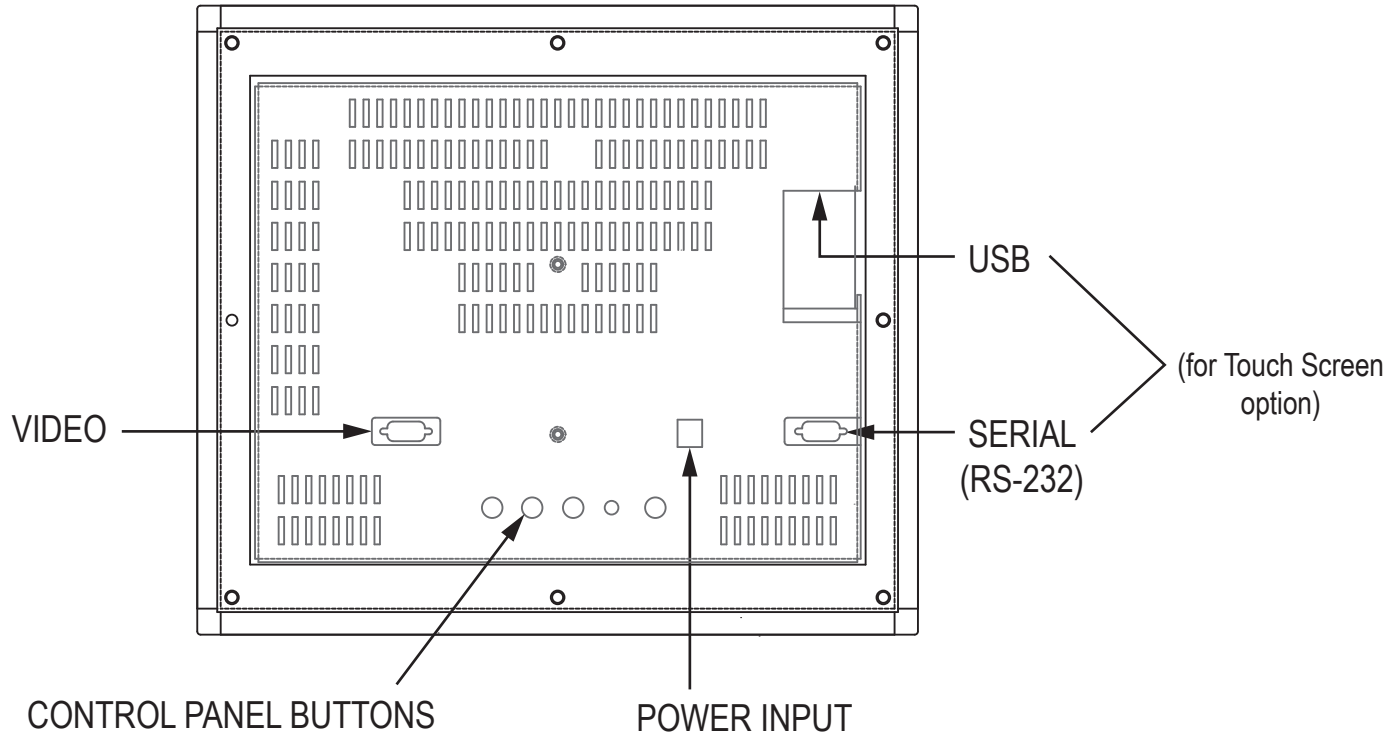 USB
(for Touch Screen
option)
VIDEO
SERIAL
(RS-232)
CONTROL PANEL BUTTONS
POWER INPUT